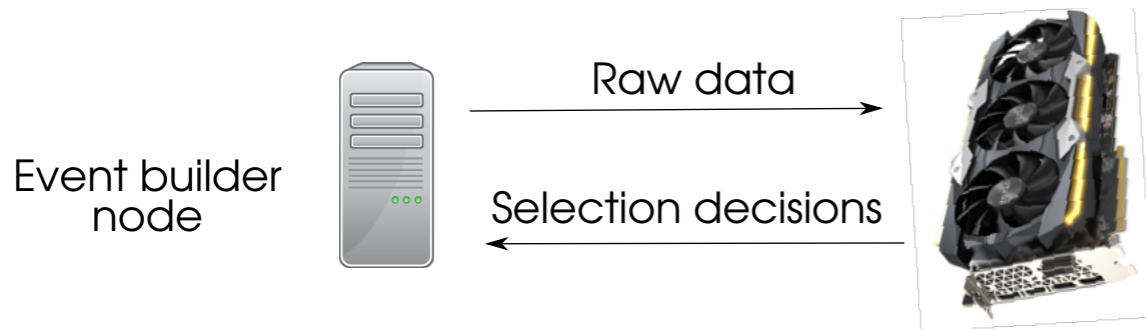 Raw data
Event builder
node
Selection decisions